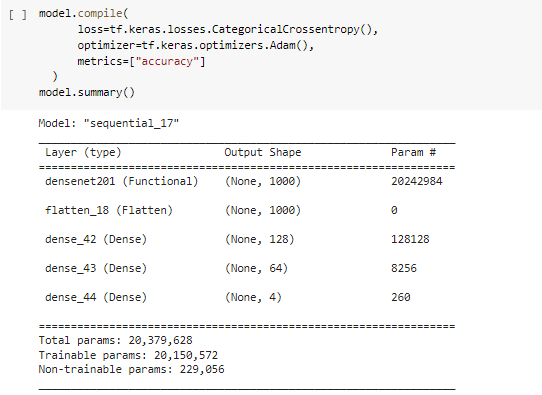 [ ] model.compile(
loss=tf.keras.losses.CategoricalCrossentropy(),
optimizer=tf.keras.optimizers.Adam(),
metrics=["accuracy"]
)
model.summary()
Model: "sequential_17"
_________________________________________________________________
Layer (type) Output Shape Param #
=================================================================
densenet201 (Functional) (None, 1000) 20242984
flatten_18 (Flatten) (None, 1000) 0
dense_42 (Dense) (None, 128) 128128
dense_43 (Dense) (None, 64) 8256
dense_44 (Dense) (None, 4) 260
=================================================================
Total params: 20,379,628
Trainable params: 20,150,572
Non-trainable params: 229,056
_________________________________________________________________